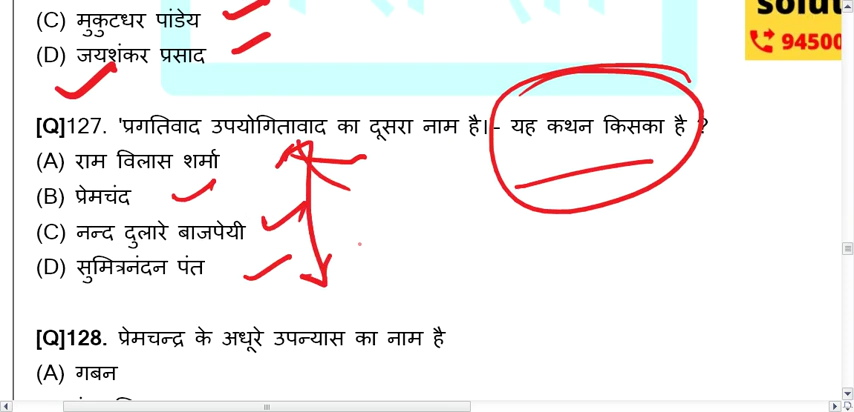 (C) मुकुटधर पांडेय
(D) जयशंकर प्रसाद
[Q]127. 'प्रगतिवाद उपयोगितावाद का दूसरा नाम है।- यह कथन किसका है ?
(A) राम विलास शर्मा
(B) प्रेमचंद
(C) नन्द दुलारे बाजपेयी
(D) सुमित्रनंदन पंत
[Q]128. प्रेमचन्द्र के अधूरे उपन्यास का नाम है
(A) गबन
solut
94500